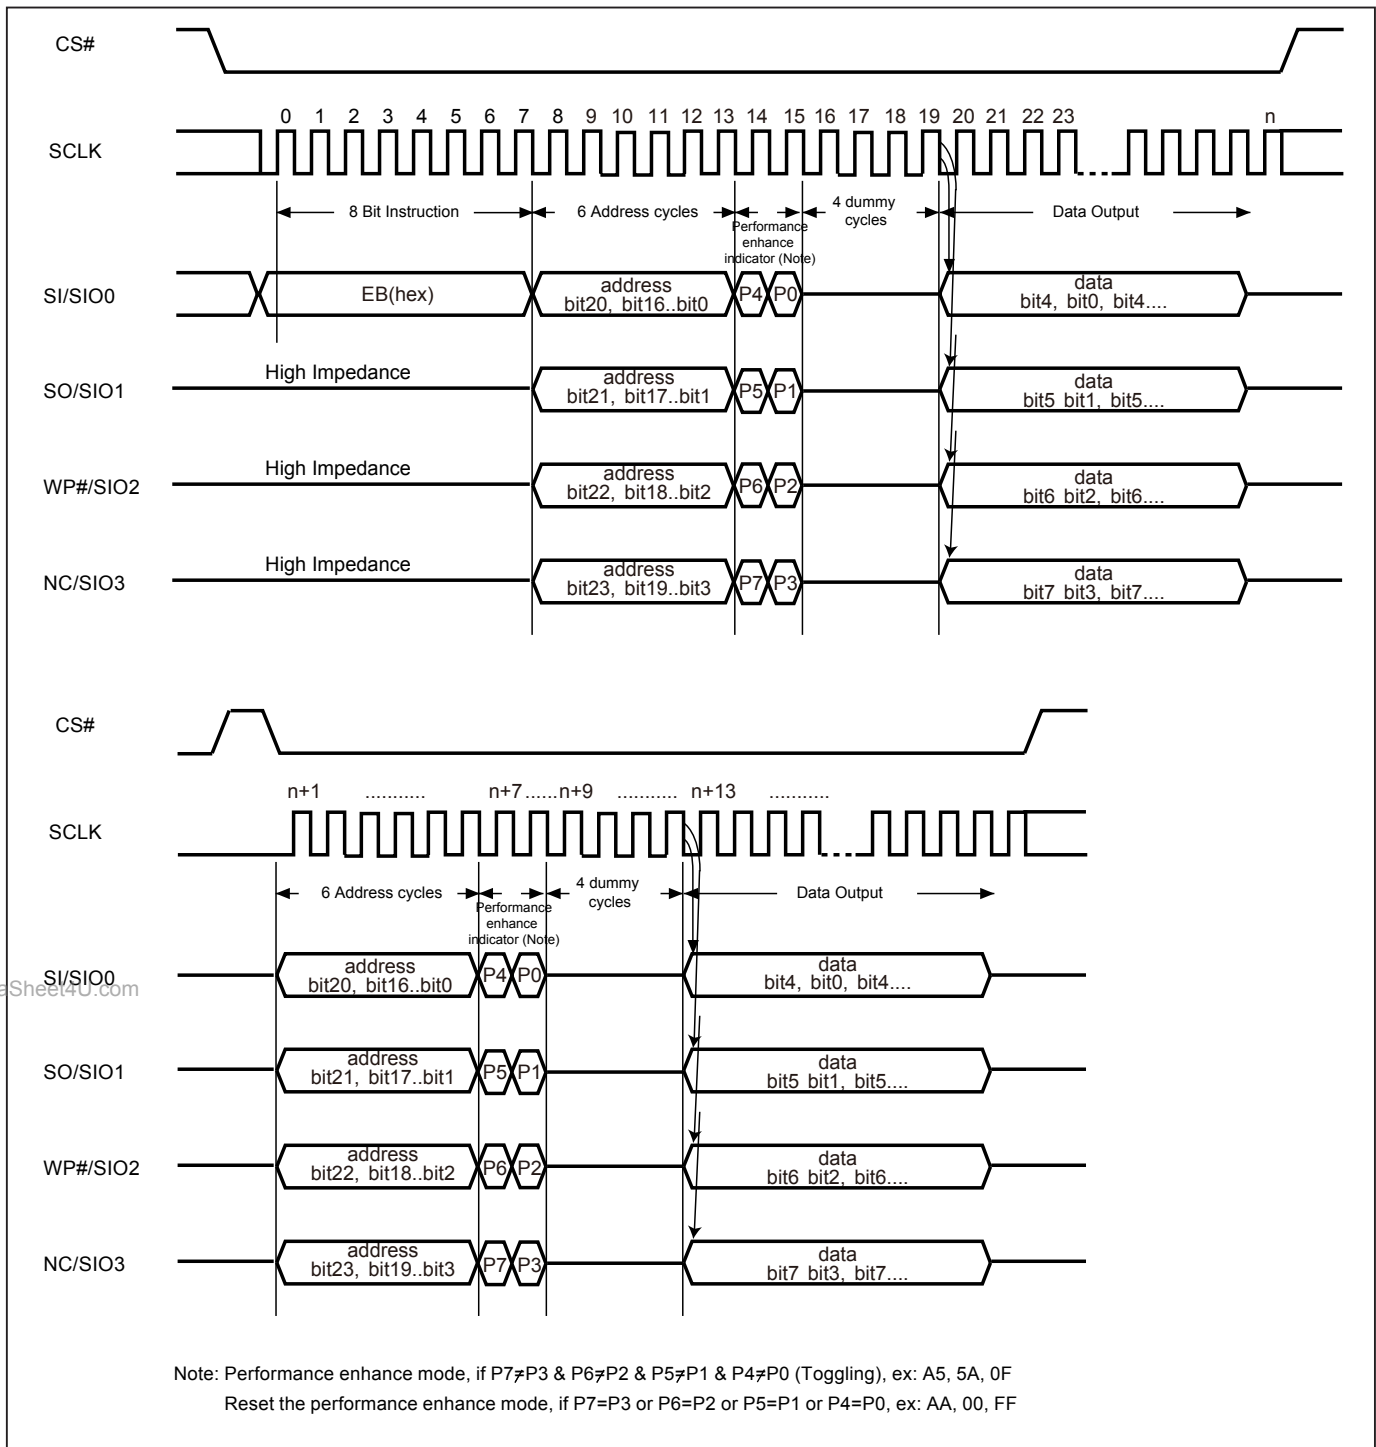 CS#
0 1 2 3 4 5 6 7 8 9 10 11 12 13 14 15 16 17 18 19 20 21 22 23 n
SCLK
8 Bit Instruction
6 Address cycles
Performance
enhance
indicator (Note)
4 dummy
cycles
Data Output
SI/SIO0
EB(hex)
address
bit20, bit16..bit0
P4 P0
data
bit4, bit0, bit4....
SO/SIO1
High Impedance
address
bit21, bit17..bit1
P5 P1
data
bit5 bit1, bit5....
WP#/SIO2
High Impedance
address
bit22, bit18..bit2
P6 P2
data
bit6 bit2, bit6....
NC/SIO3
High Impedance
address
bit23, bit19..bit3
P7 P3
data
bit7 bit3, bit7....
CS#
n+1 ........... n+7......n+9 ........... n+13 ...........
SCLK
6 Address cycles
Performance
enhance
indicator (Note)
4 dummy
cycles
Data Output
SI/SIO0
address
bit20, bit16..bit0
P4 P0
data
bit4, bit0, bit4....
aSheet4U.com
SO/SIO1
address
bit21, bit17..bit1
P5 P1
data
bit5 bit1, bit5....
WP#/SIO2
address
bit22, bit18..bit2
P6 P2
data
bit6 bit2, bit6....
NC/SIO3
address
bit23, bit19..bit3
P7 P3
data
bit7 bit3, bit7....
Note: Performance enhance mode, if P7≠P3 & P6≠P2 & P5≠P1 & P4≠P0 (Toggling), ex: A5, 5A, 0F
Reset the performance enhance mode, if P7=P3 or P6=P2 or P5=P1 or P4=P0, ex: AA, 00, FF